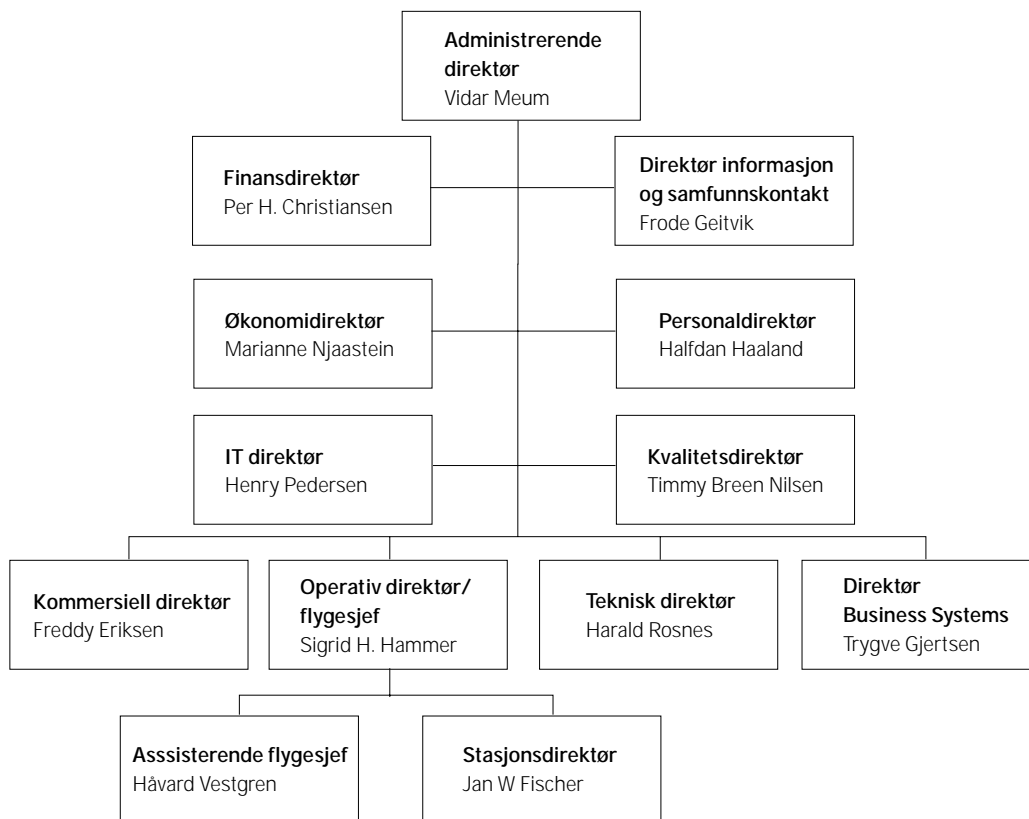 Administrerende
direktør
Vidar Meum
Finansdirektør
Per H. Christiansen
Direktør informasjon
og samfunnskontakt
Frode Geitvik
Økonomidirektør
Marianne Njaastein
Personaldirektør
Halfdan Haaland
IT direktør
Henry Pedersen
Kvalitetsdirektør
Timmy Breen Nilsen
Kommersiell direktør
Freddy Eriksen
Operativ direktør/
flygesjef
Sigrid H. Hammer
Teknisk direktør
Harald Rosnes
Direktør
Business Systems
Trygve Gjertsen
Asssisterende flygesjef
Håvard Vestgren
Stasjonsdirektør
Jan W Fischer